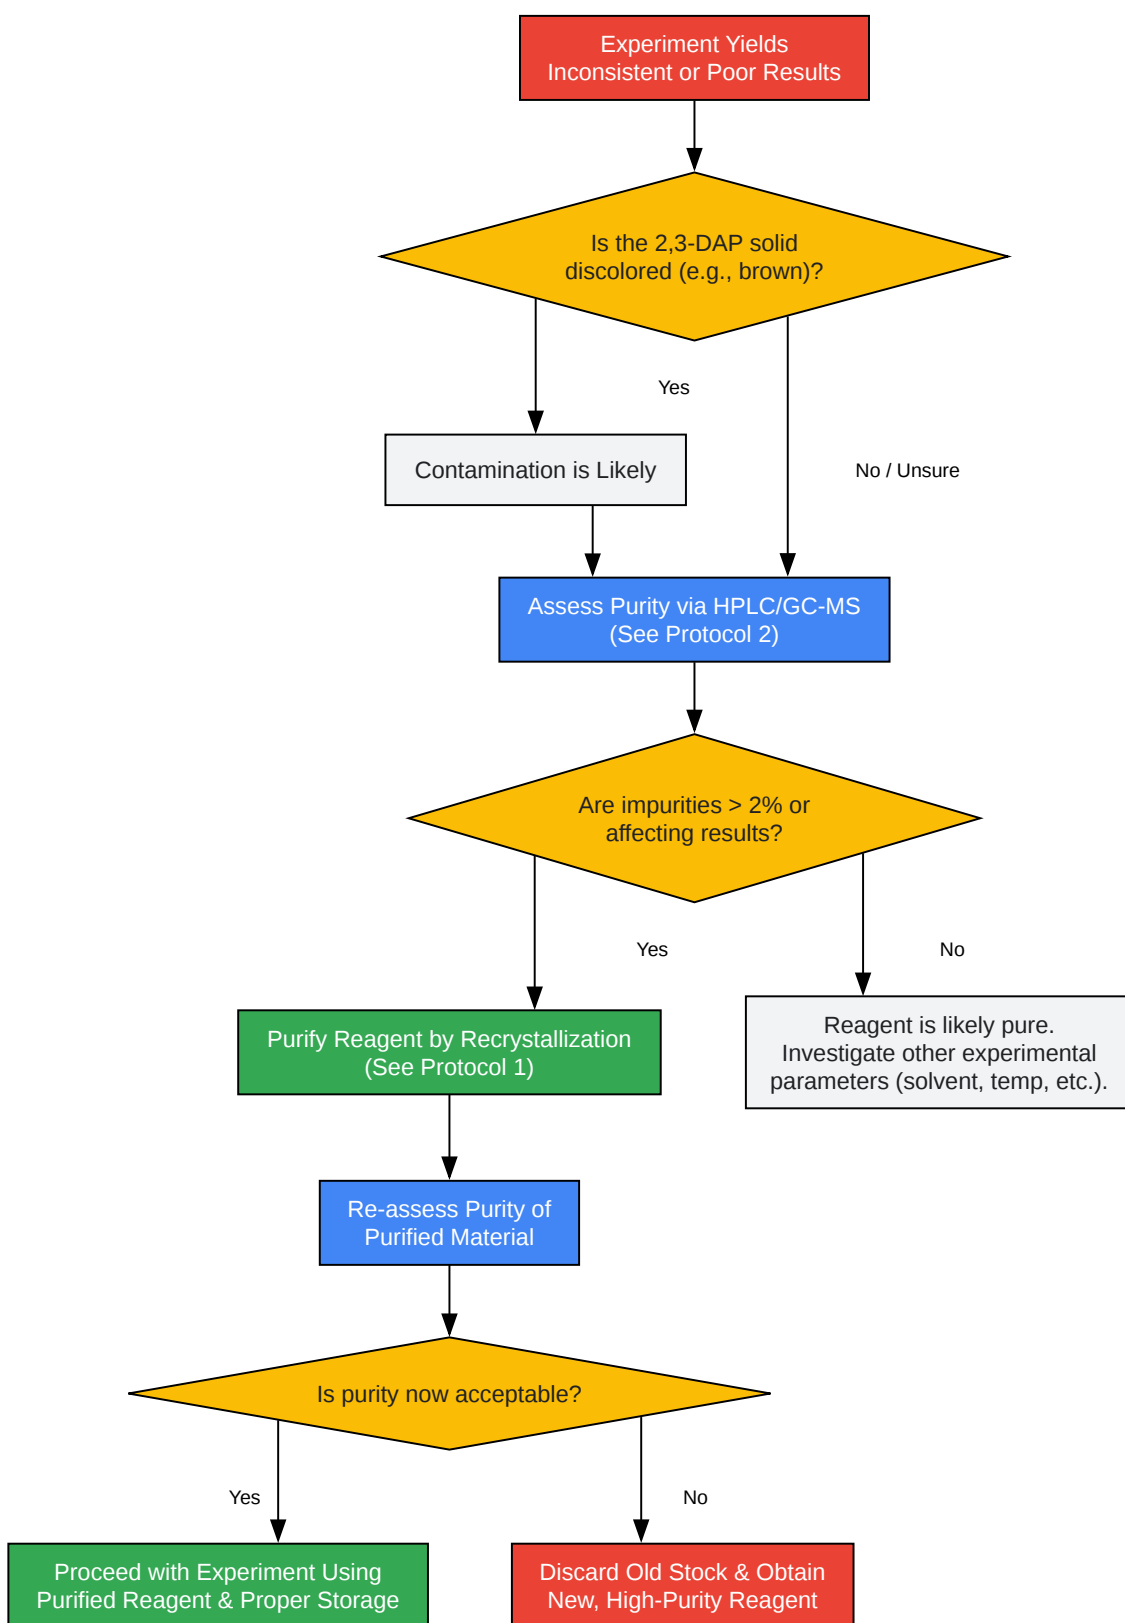 Experiment Yields
Inconsistent or Poor Results
Is the 2,3-DAP solid
discolored (e.g., brown)?
Yes
Contamination is Likely
No / Unsure
Assess Purity via HPLC/GC-MS
(See Protocol 2)
Are impurities > 2% or
affecting results?
Yes
No
Purify Reagent by Recrystallization
(See Protocol 1)
Reagent is likely pure.
Investigate other experimental
parameters (solvent, temp, etc.).
Re-assess Purity of
Purified Material
Is purity now acceptable?
Yes
No
Proceed with Experiment Using
Purified Reagent & Proper Storage
Discard Old Stock & Obtain
New, High-Purity Reagent